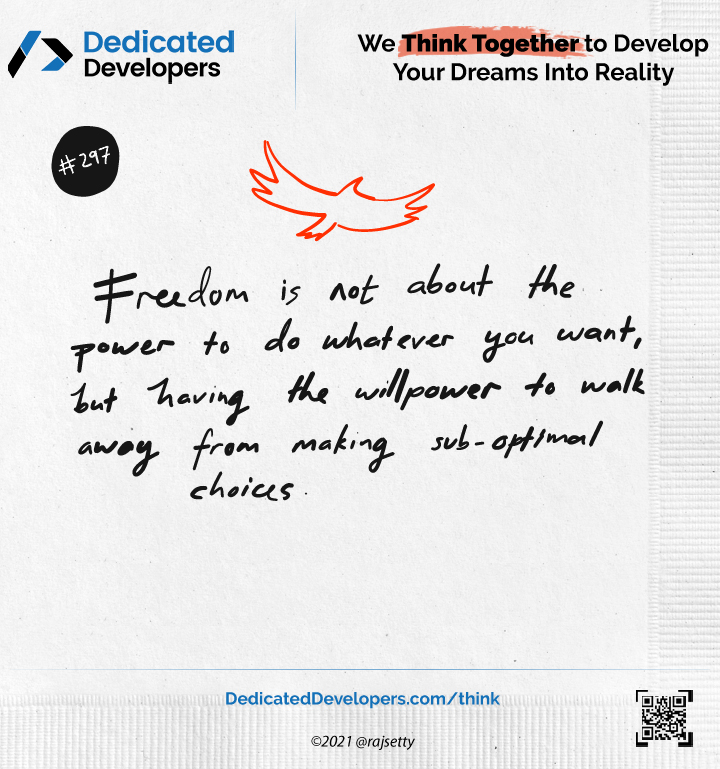 Dedicated
Developers
We Think Together to Develop
Your Dreams Into Reality
#297
Freedom is not about the
power to do whatever you want,
but having the willpower to walk
away from making sub-optimal
choices.
DedicatedDevelopers.com/think
©2021 @rajsetty